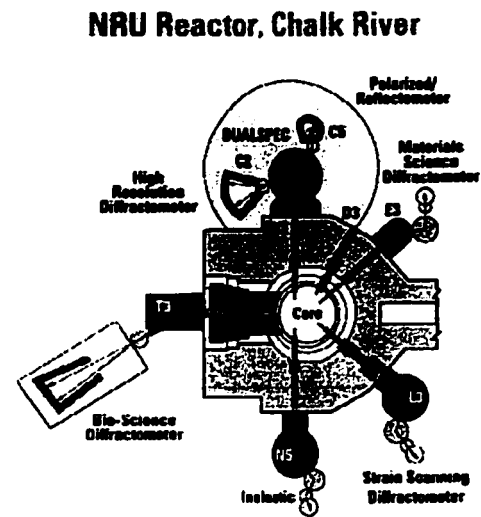 NRU Reactor, Chalk River
Polarized/
Reflectometer
DUALSPEC
C5
Materials
Science
Diffractometer
C2
High
Resolution
Diffractometer
D3
E3
Core
T3
L3
Bio-Science
Diffractometer
N5
Inelastic
Strain Scanning
Diffractometer